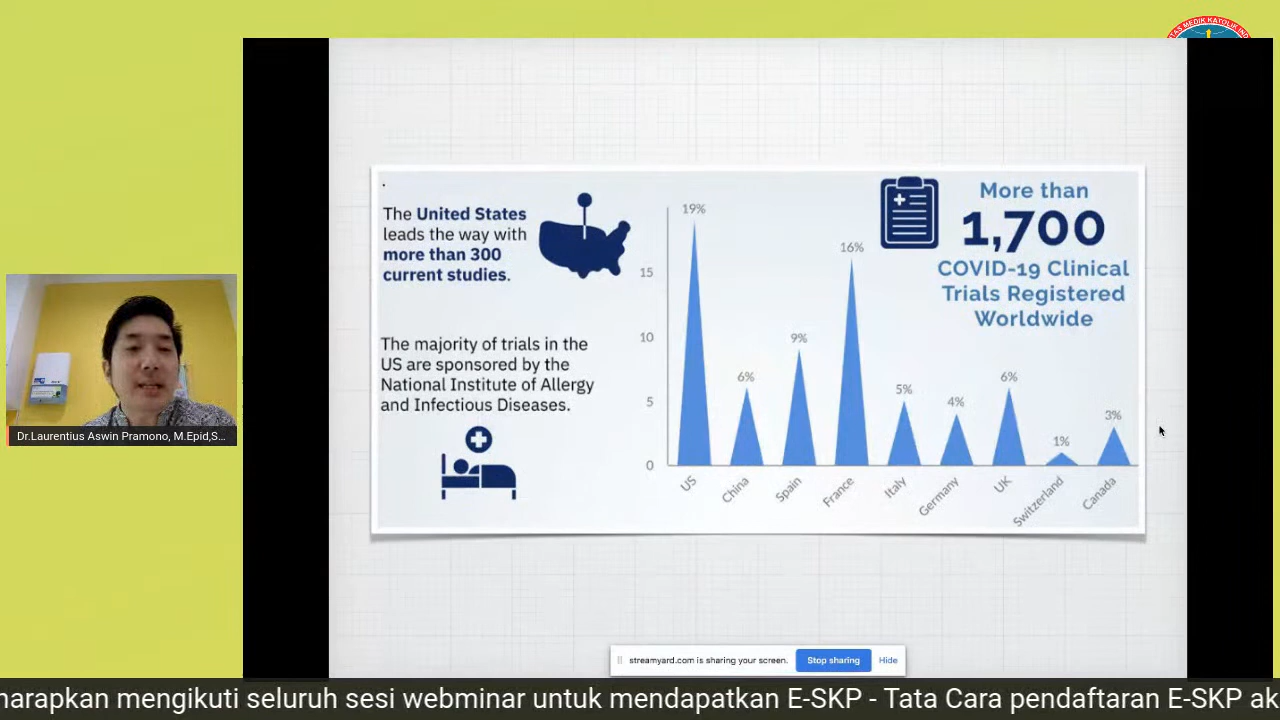 TAS MEDIK KATOLIK IND
The United States
leads the way with
more than 300
current studies.
The majority of trials in the
US are sponsored by the
National Institute of Allergy
and Infectious Diseases.
More than
1,700
COVID-19 Clinical
Trials Registered
Worldwide
19%
6%
9%
16%
5%
4%
6%
1%
3%
15
10
5
0
US
China
Spain
France
Italy
Germany
UK
Switzerland
Canada
Dr.Laurentius Aswin Pramono, M.Epid,S...
streamyard.com is sharing your screen. Stop sharing Hide
harapkan mengikuti seluruh sesi webminar untuk mendapatkan E-SKP - Tata Cara pendaftaran E-SKP ak